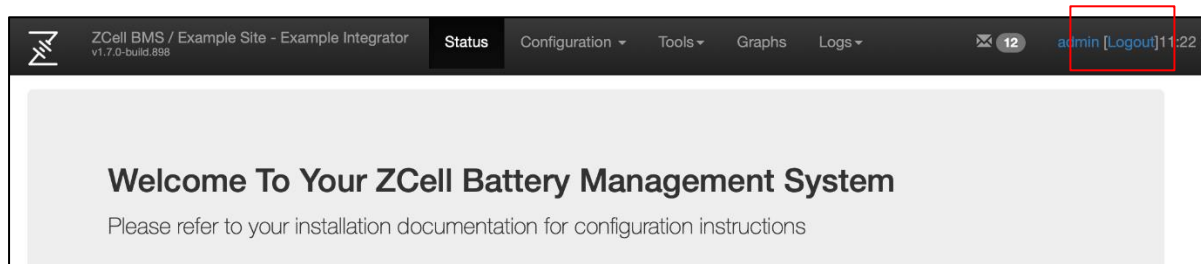 ZCell BMS / Example Site - Example Integrator
v1.7.0-build.898
Status Configuration Tools Graphs Logs 12 admin [Logout]11:22
Welcome To Your ZCell Battery Management System
Please refer to your installation documentation for configuration instructions